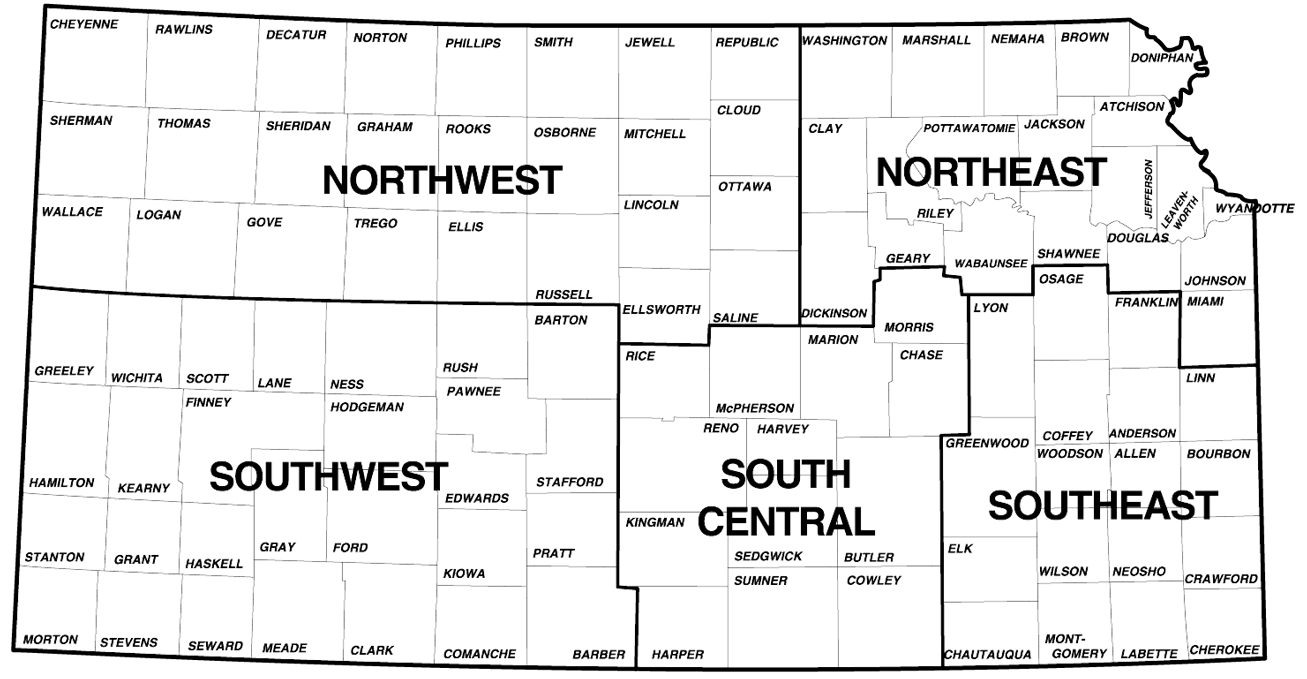 CHEYENNE
RAWLINS
DECATUR
NORTON
PHILLIPS
SMITH
JEWELL
REPUBLIC
WASHINGTON
MARSHALL
NEMAHA
BROWN
DONIPHAN
SHERMAN
THOMAS
SHERIDAN
GRAHAM
ROOKS
OSBORNE
MITCHELL
CLOUD
CLAY
POTTAWATOMIE
JACKSON
ATCHISON
NORTHWEST
NORTHEAST
OTTAWA
JEFFERSON
LEAVEN-
WORTH
WYANDOTTE
WALLACE
LOGAN
GOVE
TREGO
ELLIS
LINCOLN
RILEY
DOUGLAS
GEARY
WABAUNSEE
SHAWNEE
JOHNSON
RUSSELL
ELLSWORTH
SALINE
DICKINSON
OSAGE
FRANKLIN
MIAMI
LYON
MORRIS
BARTON
GREELEY
WICHITA
SCOTT
LANE
NESS
RUSH
RICE
MARION
CHASE
LINN
FINNEY
HODGEMAN
PAWNEE
McPHERSON
RENO
HARVEY
GREENWOOD
COFFEY
ANDERSON
WOODSON
ALLEN
BOURBON
SOUTHWEST
SOUTH
CENTRAL
SOUTHEAST
HAMILTON
KEARNY
EDWARDS
STAFFORD
KINGMAN
STANTON
GRANT
HASKELL
GRAY
FORD
KIOWA
PRATT
SEDGWICK
BUTLER
ELK
WILSON
NEOSHO
CRAWFORD
SUMNER
COWLEY
MORTON
STEVENS
SEWARD
MEADE
CLARK
COMANCHE
BARBER
HARPER
CHAUTAUQUA
MONT-
GOMERY
LABETTE
CHEROKEE